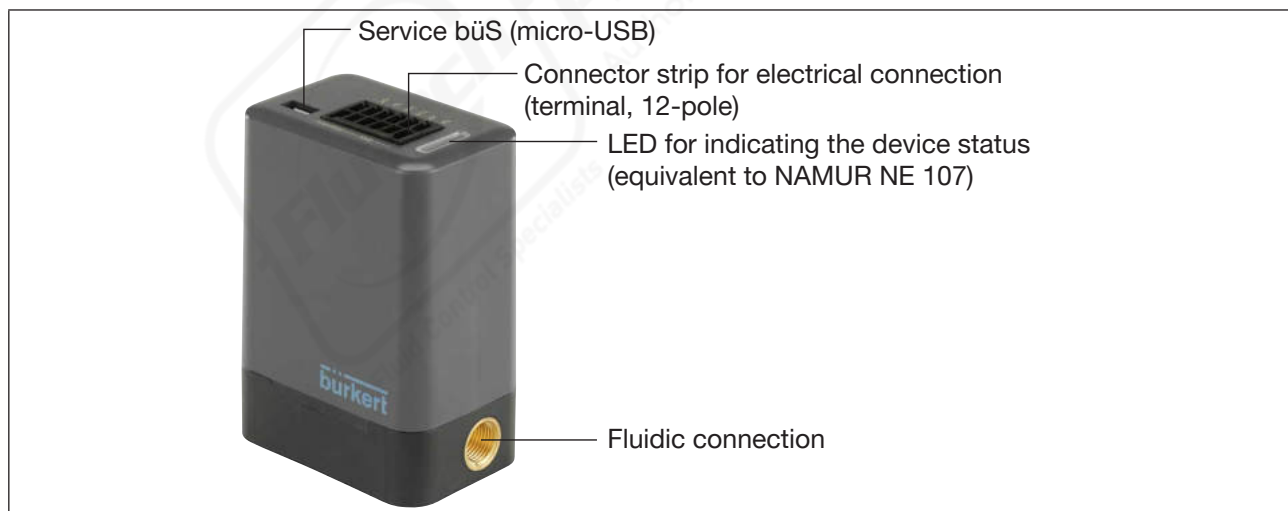 Service büS (micro-USB)
Connector strip for electrical connection
(terminal, 12-pole)
LED for indicating the device status
(equivalent to NAMUR NE 107)
bürkert
Fluidic connection